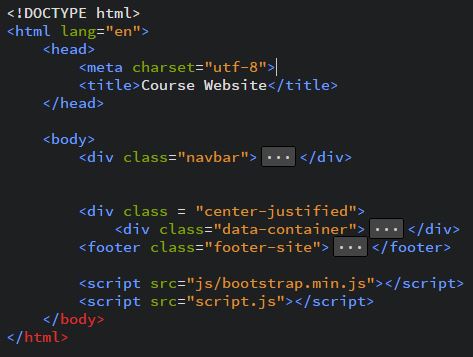 <!DOCTYPE html>
<html lang="en">
    <head>
        <meta charset="utf-8">
        <title>Course Website</title>
    </head>

    <body>
        <div class="navbar">...</div>


        <div class = "center-justified">
            <div class="data-container">...</div>
        <footer class="footer-site">...</footer>

        <script src="js/bootstrap.min.js"></script>
        <script src="script.js"></script>
    </body>
</html>